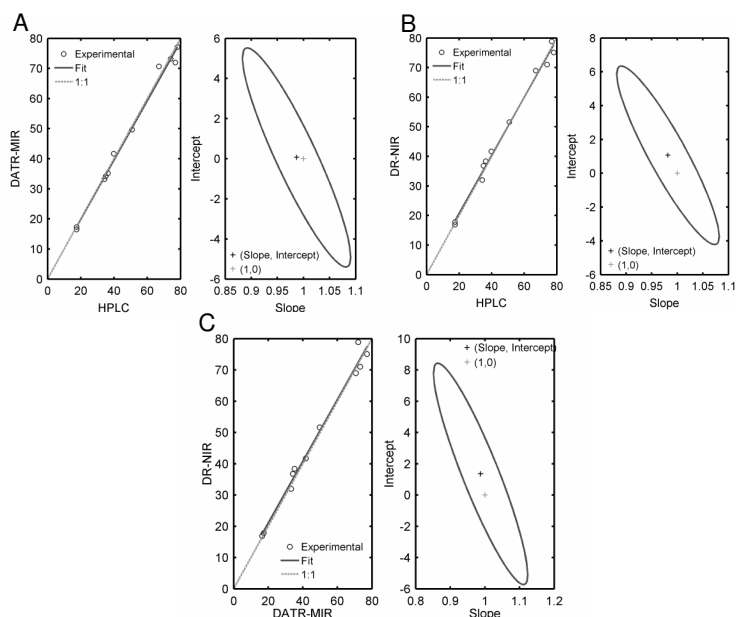 A
80
70
60
50
40
30
20
10
0
DATR-MIR
0 20 40 60 80
HPLC
Experimental
Fit
1:1
6
4
2
0
-2
-4
-6
Intercept
0.85 0.9 0.95 1 1.05 1.1
Slope
(Slope, Intercept)
(1,0)
B
80
70
60
50
40
30
20
10
0
DR-NIR
0 20 40 60 80
HPLC
Experimental
Fit
1:1
8
6
4
2
0
-2
-4
-6
Intercept
0.8 0.85 0.9 0.95 1 1.05 1.1
Slope
(Slope, Intercept)
(1,0)
C
80
70
60
50
40
30
20
10
0
DR-NIR
0 20 40 60 80
DATR-MIR
Experimental
Fit
1:1
10
8
6
4
2
0
-2
-4
-6
Intercept
0.8 0.9 1 1.1 1.2
Slope
(Slope, Intercept)
(1,0)